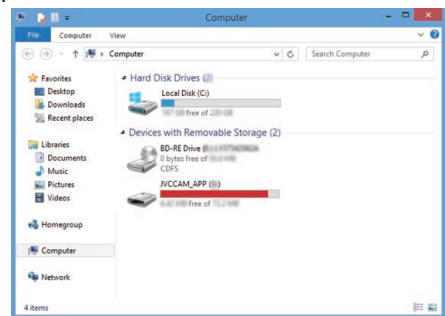 Computer
File Computer View
Computer
Search Computer
Favorites
Desktop
Downloads
Recent places
Libraries
Documents
Music
Pictures
Videos
Homegroup
Computer
Network
Hard Disk Drives
Local Disk (C:)
free of
Devices with Removable Storage (2)
BD-RE Drive (
0 bytes free of
CDFS
JVCCAM_APP (
free of
4 items